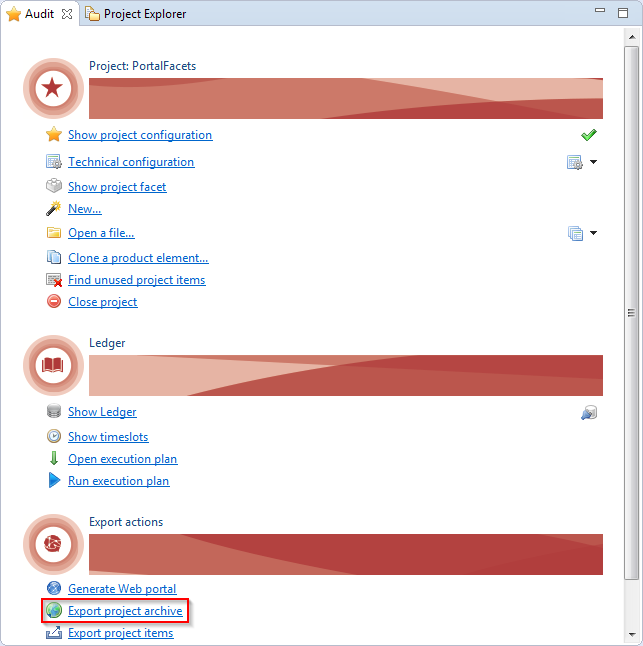 Audit
Project Explorer
Project: PortalFacets
Show project configuration
Technical configuration
Show project facet
New...
Open a file...
Clone a product element...
Find unused project items
Close project
Ledger
Show Ledger
Show timeslots
Open execution plan
Run execution plan
Export actions
Generate Web portal
Export project archive
Export project items